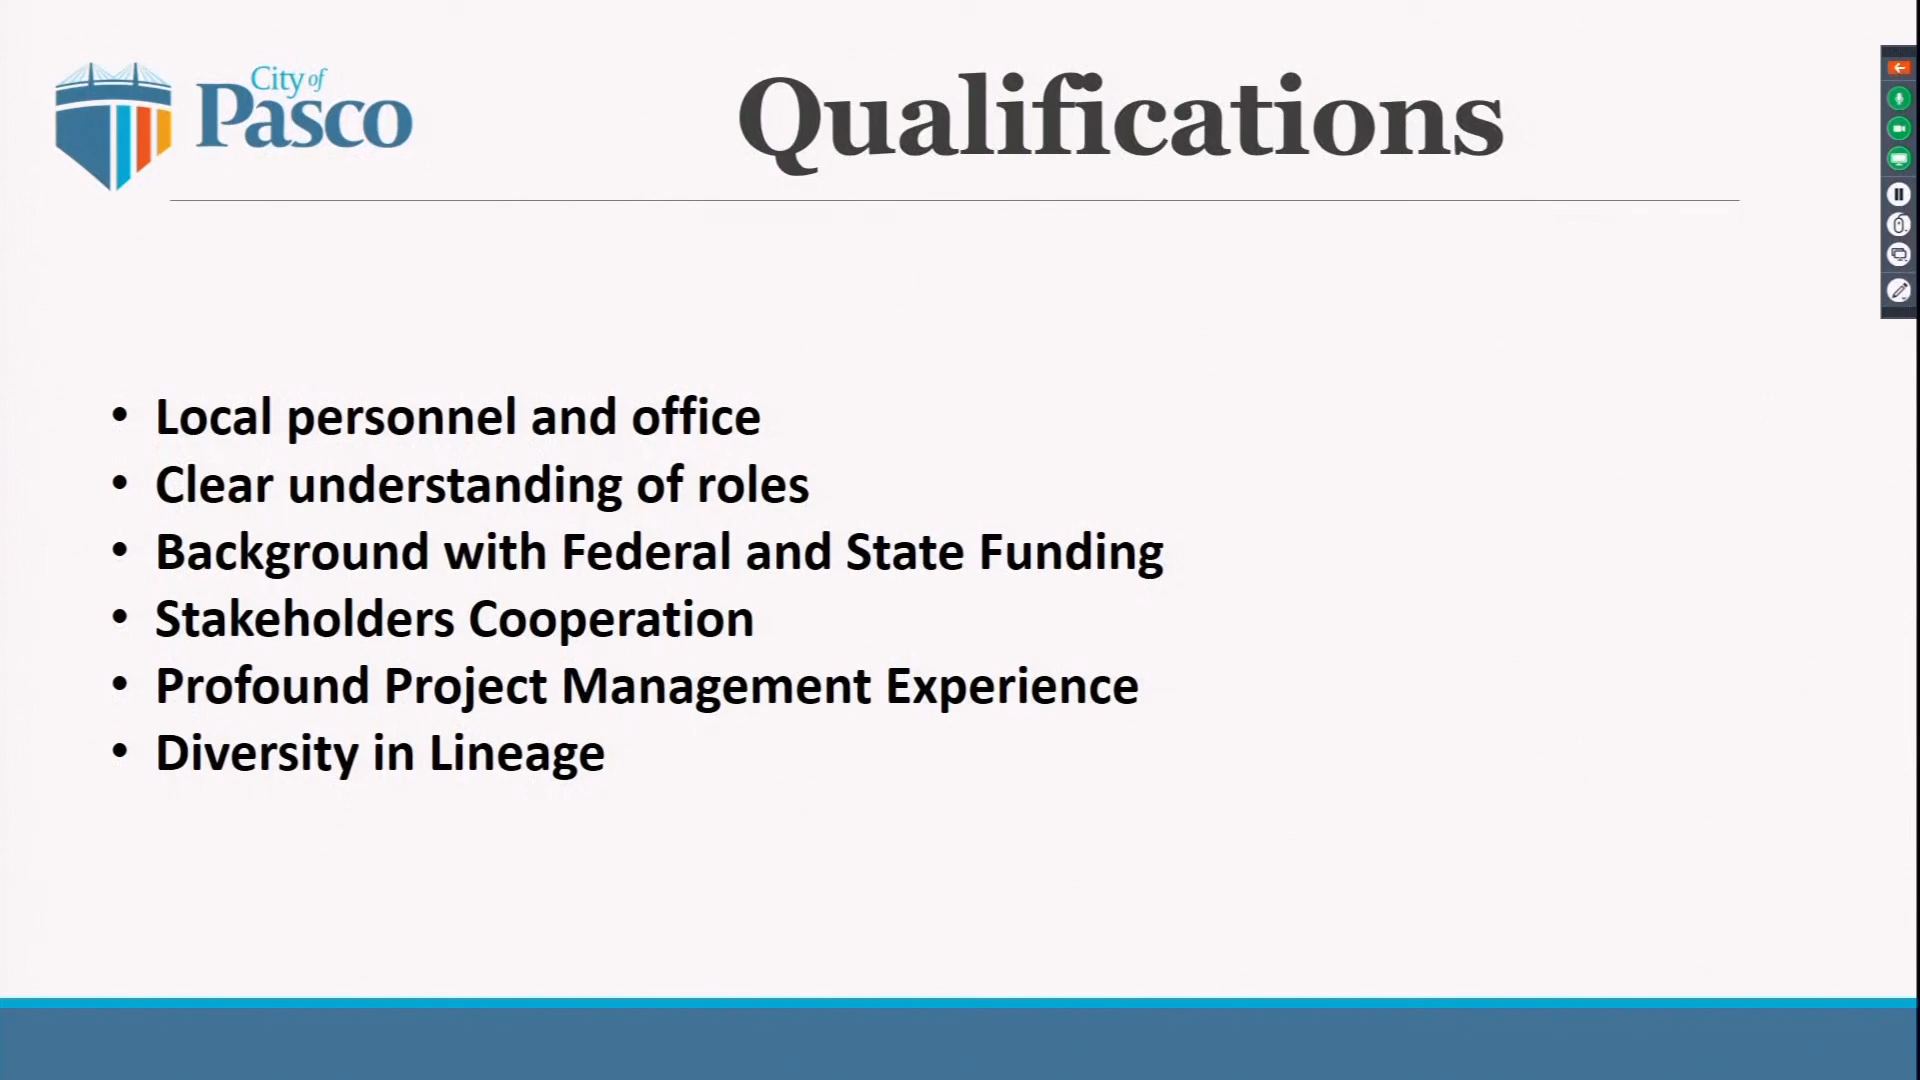 City of
Pasco
Qualifications
• Local personnel and office
• Clear understanding of roles
• Background with Federal and State Funding
• Stakeholders Cooperation
• Profound Project Management Experience
• Diversity in Lineage